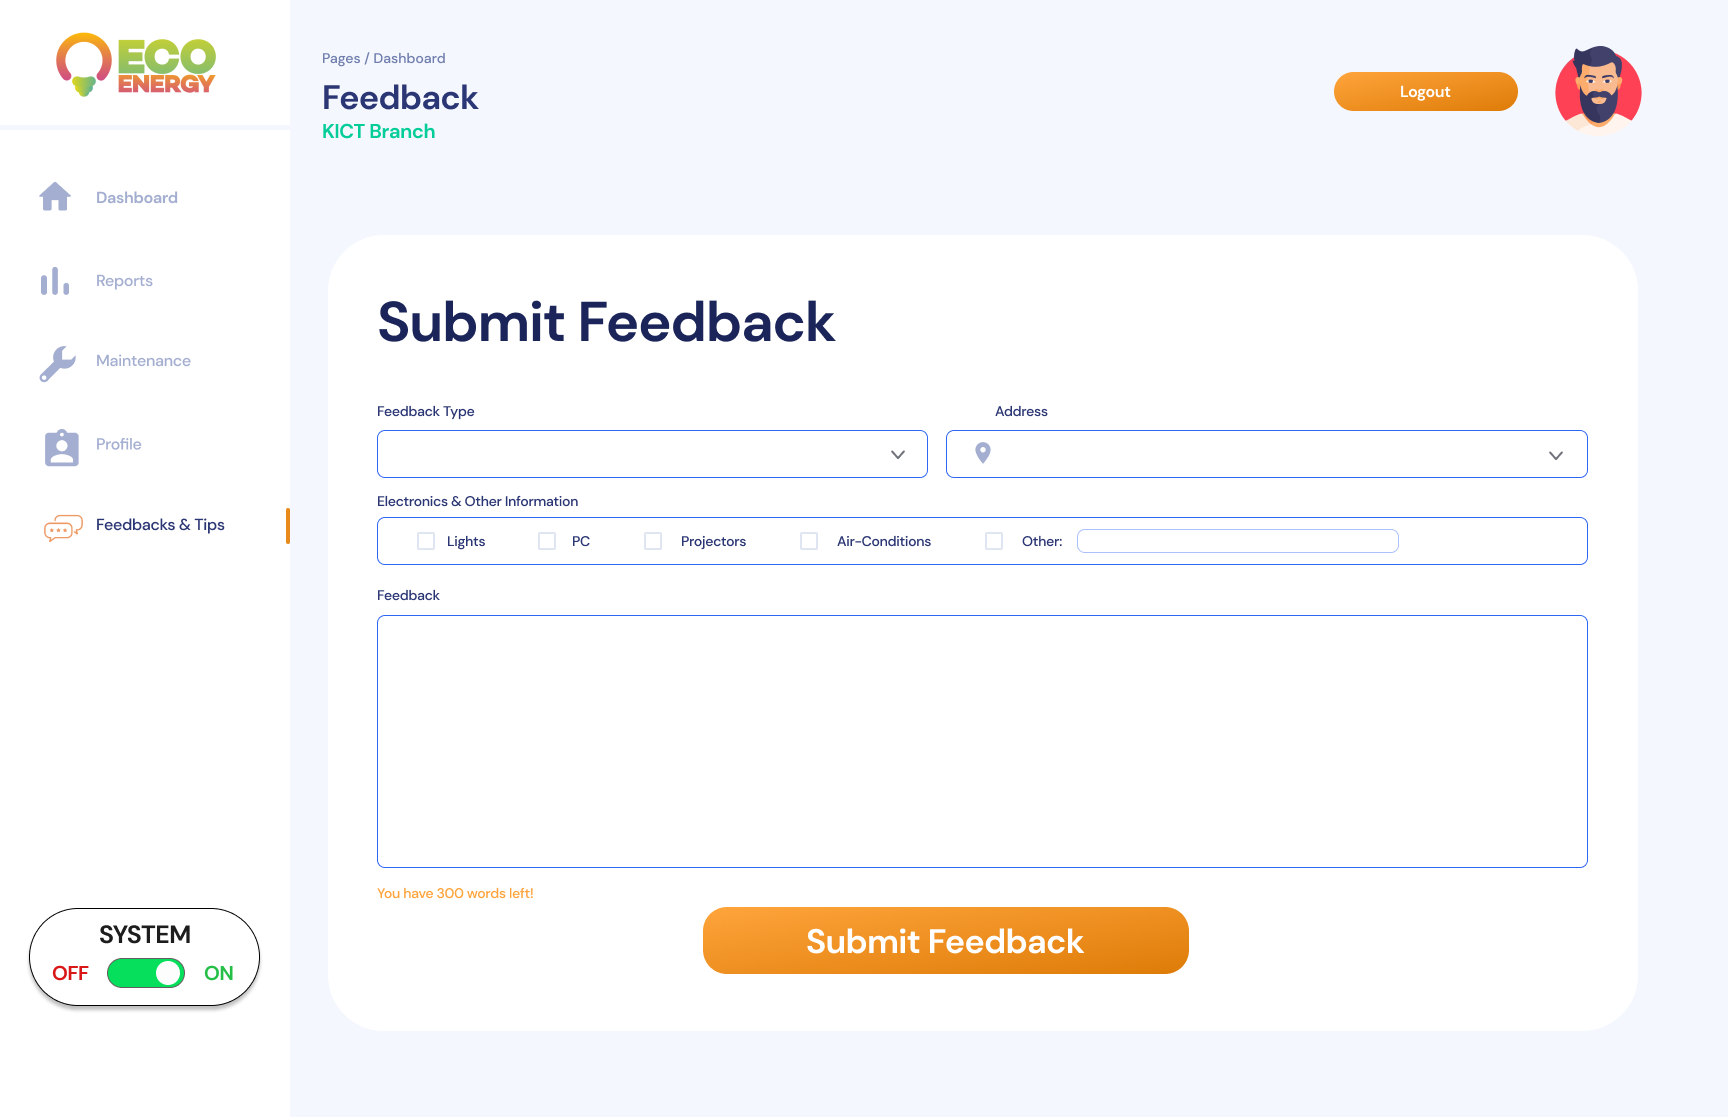 ECO
ENERGY
Dashboard
Reports
Maintenance
Profile
Feedbacks & Tips
SYSTEM
OFF ON
Pages / Dashboard
Feedback
KICT Branch
Logout
Submit Feedback
Feedback Type Address
Electronics & Other Information
Lights PC Projectors Air-Conditions Other:
Feedback
You have 300 words left!
Submit Feedback